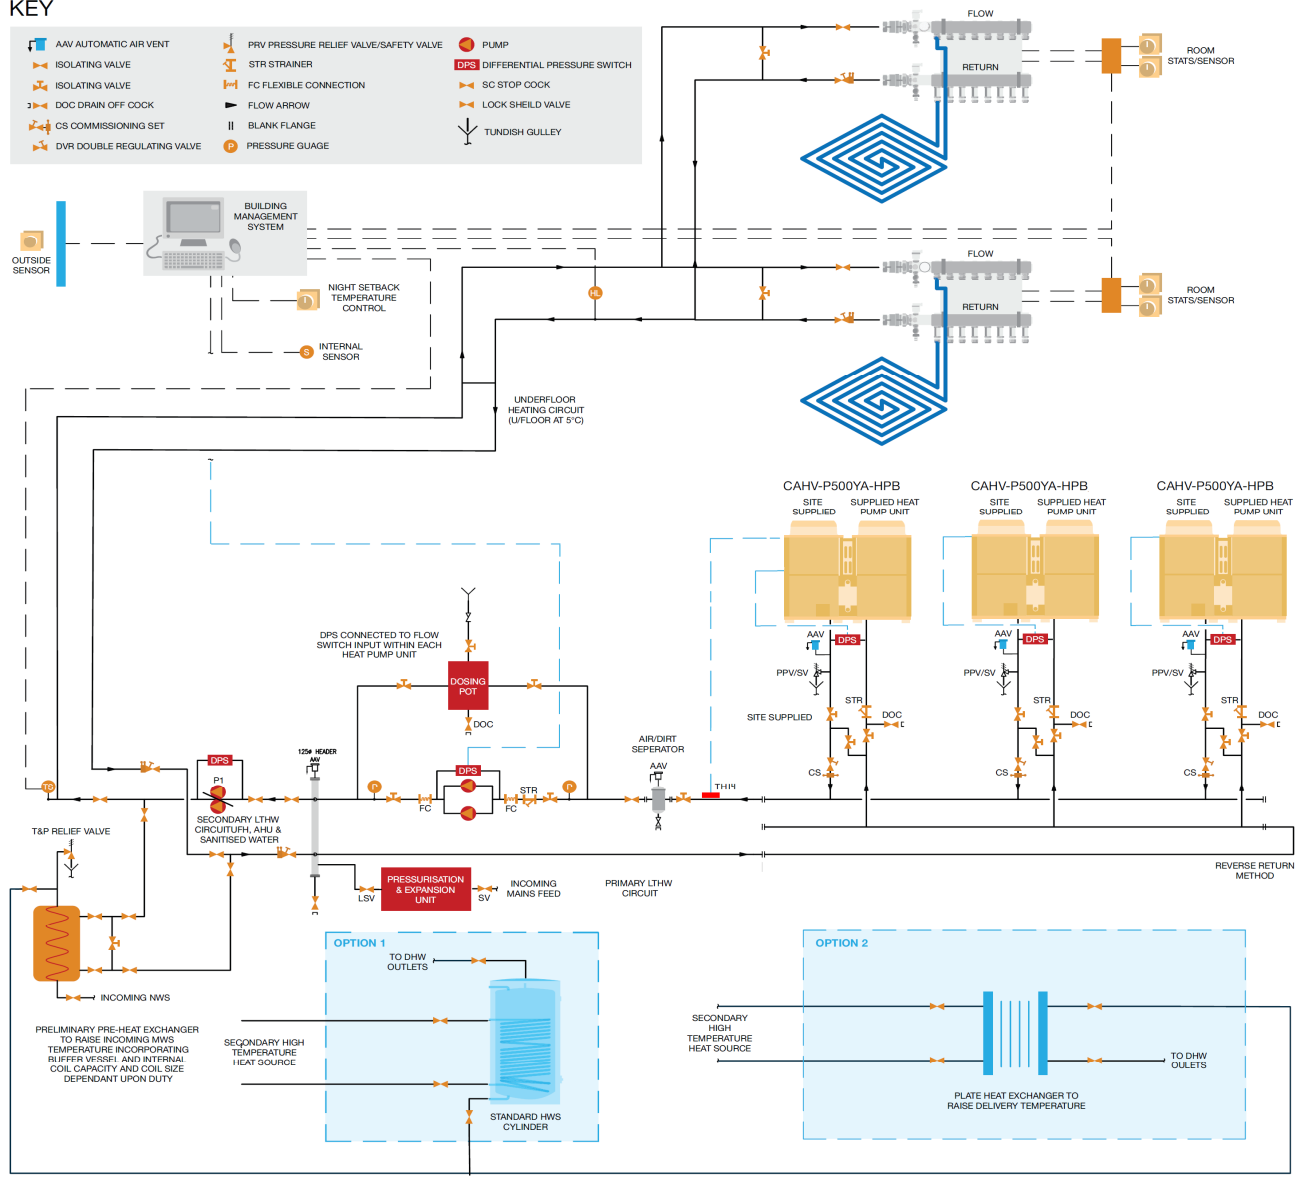 KEY
AAV AUTOMATIC AIR VENT
ISOLATING VALVE
ISOLATING VALVE
DOC DRAIN OFF COCK
CS COMMISSIONING SET
DVR DOUBLE REGULATING VALVE
PRV PRESSURE RELIEF VALVE/SAFETY VALVE
STR STRAINER
FC FLEXIBLE CONNECTION
FLOW ARROW
BLANK FLANGE
P PRESSURE GUAGE
PUMP
DPS DIFFERENTIAL PRESSURE SWITCH
SC STOP COCK
LOCK SHEILD VALVE
TUNDISH GULLEY
FLOW
RETURN
ROOM
STATS/SENSOR
BUILDING
MANAGEMENT
SYSTEM
OUTSIDE
SENSOR
NIGHT SETBACK
TEMPERATURE
CONTROL
S
INTERNAL
SENSOR
HL
FLOW
RETURN
ROOM
STATS/SENSOR
UNDERFLOOR
HEATING CIRCUIT
(U/FLOOR AT 5°C)
CAHV-P500YA-HPB
SITE
SUPPLIED
SUPPLIED HEAT
PUMP UNIT
CAHV-P500YA-HPB
SITE
SUPPLIED
SUPPLIED HEAT
PUMP UNIT
CAHV-P500YA-HPB
SITE
SUPPLIED
SUPPLIED HEAT
PUMP UNIT
AAV
DPS
PPV/SV
STR
DOC
SITE SUPPLIED
CS
AAV
DPS
PPV/SV
STR
DOC
CS
AAV
DPS
PPV/SV
STR
DOC
CS
DPS CONNECTED TO FLOW
SWITCH INPUT WITHIN EACH
HEAT PUMP UNIT
DOSING
POT
DOC
AIR/DIRT
SEPERATOR
AAV
TH14
125ø HEADER
AAV
DPS
P1
DPS
P
FC
FC
STR
P
TC
SECONDARY LTHW
CIRCUITUFH, AHU &
SANITISED WATER
T&P RELIEF VALVE
REVERSE RETURN
METHOD
PRESSURISATION
& EXPANSION
UNIT
LSV
SV
INCOMING
MAINS FEED
PRIMARY LTHW
CIRCUIT
INCOMING NWS
PRELIMINARY PRE-HEAT EXCHANGER
TO RAISE INCOMING MWS
TEMPERATURE INCORPORATING
BUFFER VESSEL AND INTERNAL
COIL CAPACITY AND COIL SIZE
DEPENDANT UPON DUTY
OPTION 1
TO DHW
OUTLETS
SECONDARY HIGH
TEMPERATURE
HEAT SOURCE
STANDARD HWS
CYLINDER
OPTION 2
SECONDARY
HIGH
TEMPERATURE
HEAT SOURCE
TO DHW
OULETS
PLATE HEAT EXCHANGER TO
RAISE DELIVERY TEMPERATURE